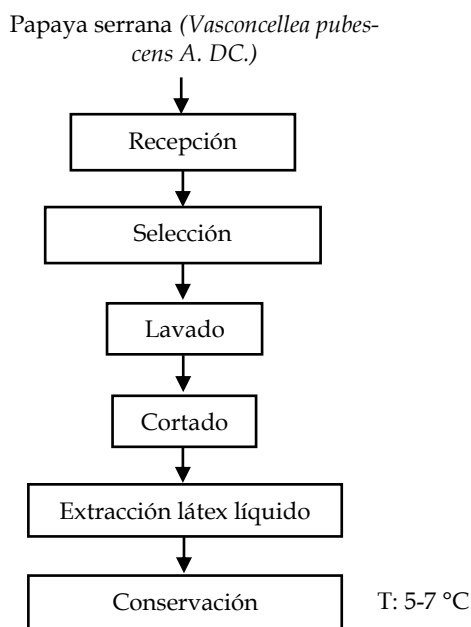 Papaya serrana (Vasconcellea pubes-
cens A. DC.)
Recepción
Selección
Lavado
Cortado
Extracción látex líquido
Conservación
T: 5-7 °C